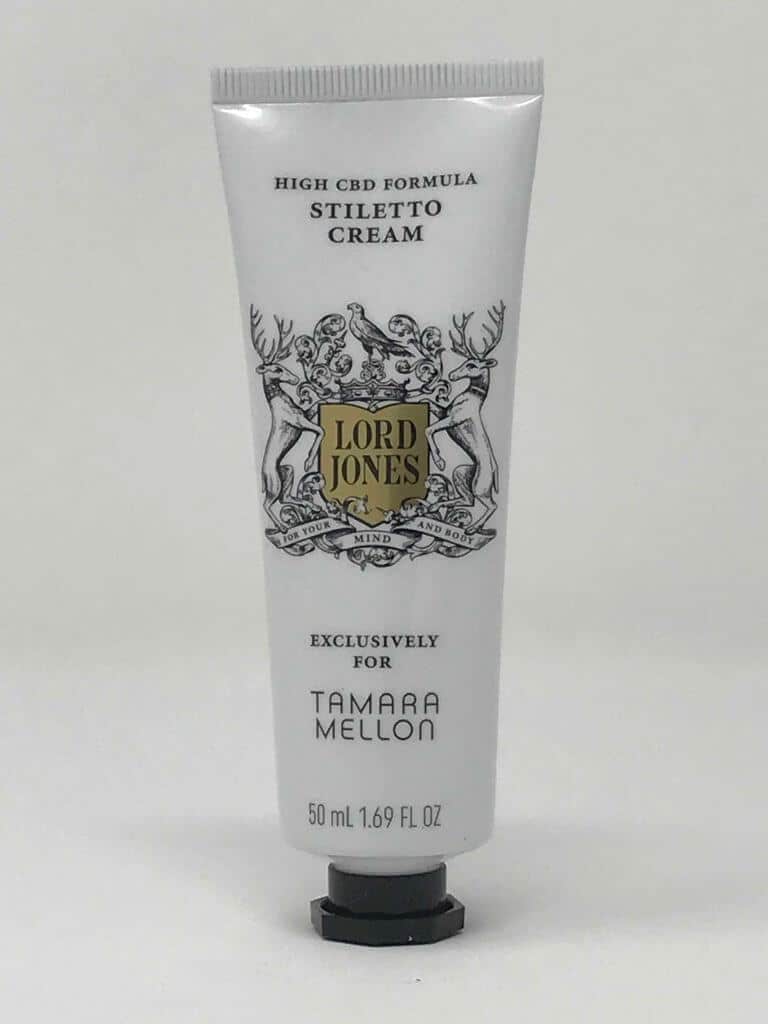 HIGH CBD FORMULA
STILETTO
CREAM
LORD
JONES
FOR YOUR MIND AND BODY
EXCLUSIVELY
FOR
TAMARA
MELLON
50 mL 1.69 FL OZ